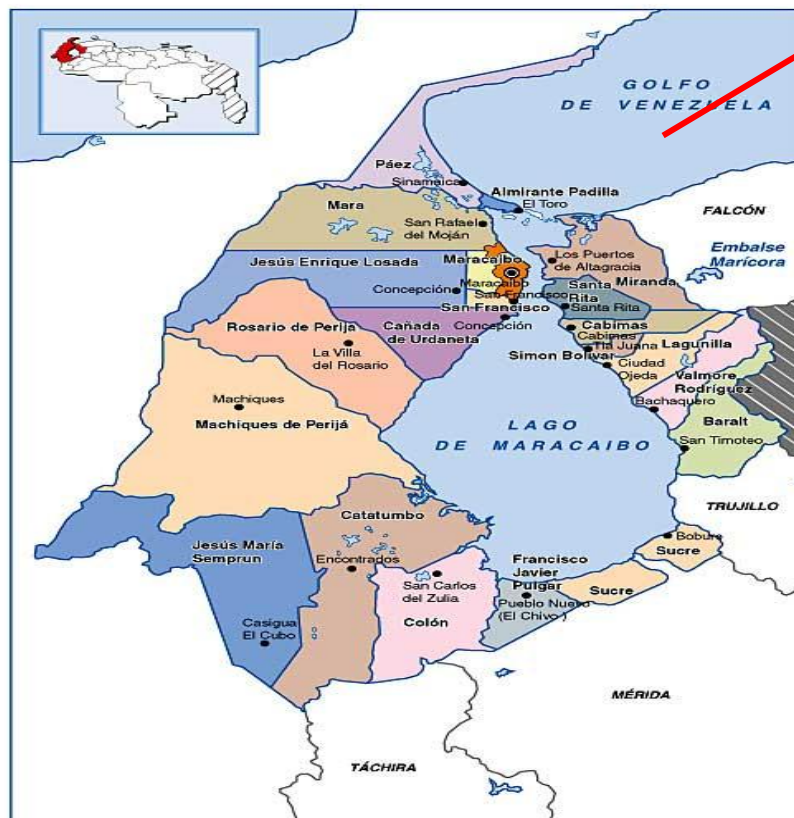 GOLFO
DE VENEZUELA
Páez
Sinamaica
Almirante Padilla
El Toro
Mara
FALCÓN
San Rafael
del Moján
Embalse
Marícora
Jesús Enrique Losada
Maracaibo
Los Puertos
de Altagracia
Miranda
Concepción
Maracaibo
San Francisco
San Francisco
Concepción
Santa
Rita
Santa Rita
Rosario de Perijá
Cañada
de Urdaneta
Cabimas
Cabimas
Tía Juana
Lagunilla
La Villa
del Rosario
Simon Bolívar
Ciudad
Ojeda
Valmore
Rodríguez
Machiques
Bachaquero
Machiques de Perijá
Baralt
LAGO
DE MARACAIBO
San Timoteo
TRUJILLO
Catatumbo
Bobure
Sucre
Jesús María
Semprun
Encontrados
Francisco
Javier
Pulgar
San Carlos
del Zulia
Pueblo Nuevo
(El Chivo)
Sucre
Colón
Casigua
El Cubo
MÉRIDA
TÁCHIRA